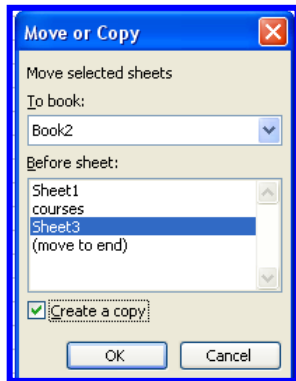 Move or Copy
Move selected sheets
To book:
Book2
Before sheet:
Sheet1
courses
Sheet3
(move to end)
Create a copy
OK
Cancel